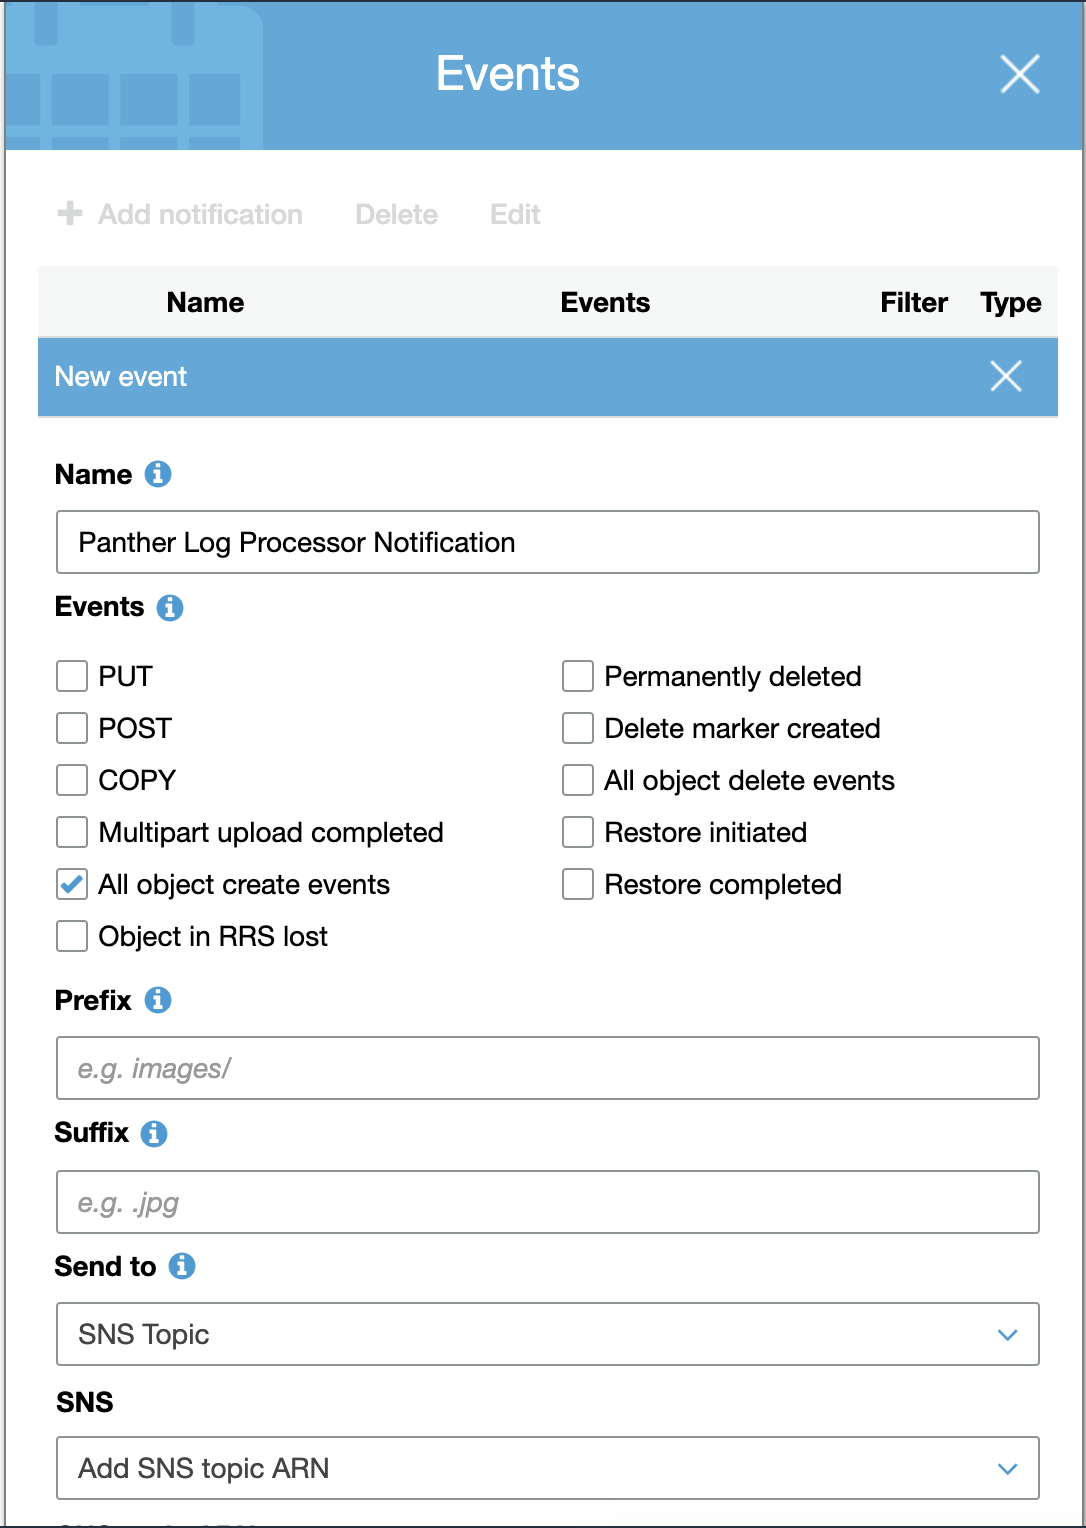 Events
Add notification Delete Edit
Name Events Filter Type
New event
Name
Panther Log Processor Notification
Events
PUT Permanently deleted
POST Delete marker created
COPY All object delete events
Multipart upload completed Restore initiated
All object create events Restore completed
Object in RRS lost
Prefix
e.g. images/
Suffix
e.g. .jpg
Send to
SNS Topic
SNS
Add SNS topic ARN